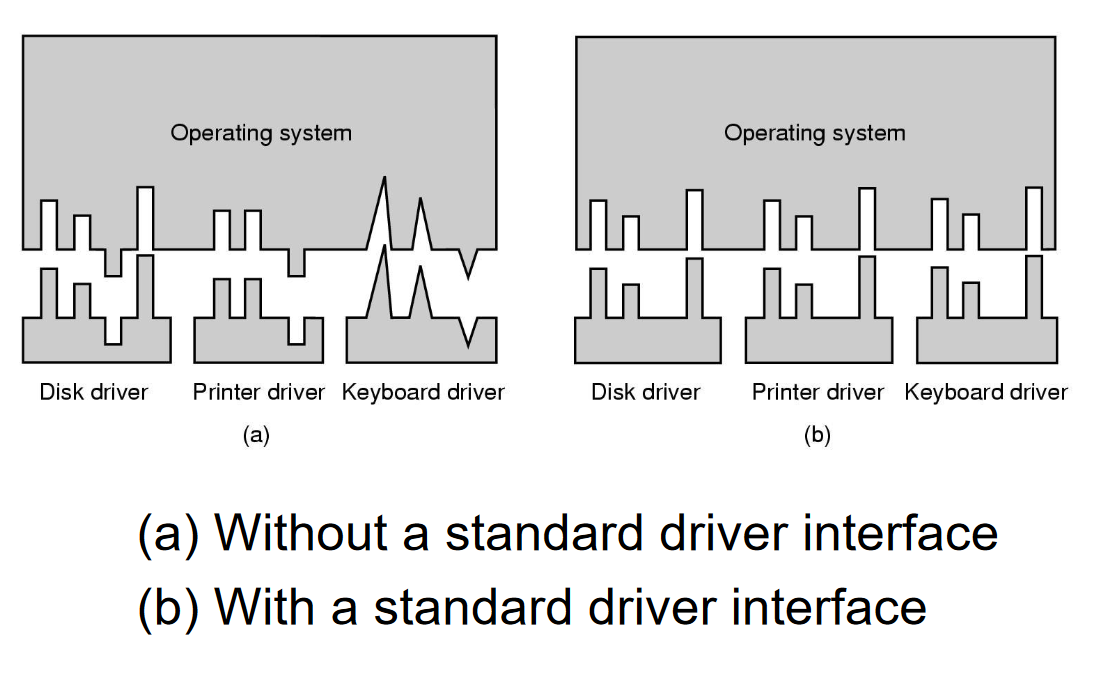 Operating system
Disk driver
Printer driver
Keyboard driver
(a)
Operating system
Disk driver
Printer driver
Keyboard driver
(b)
(a) Without a standard driver interface
(b) With a standard driver interface